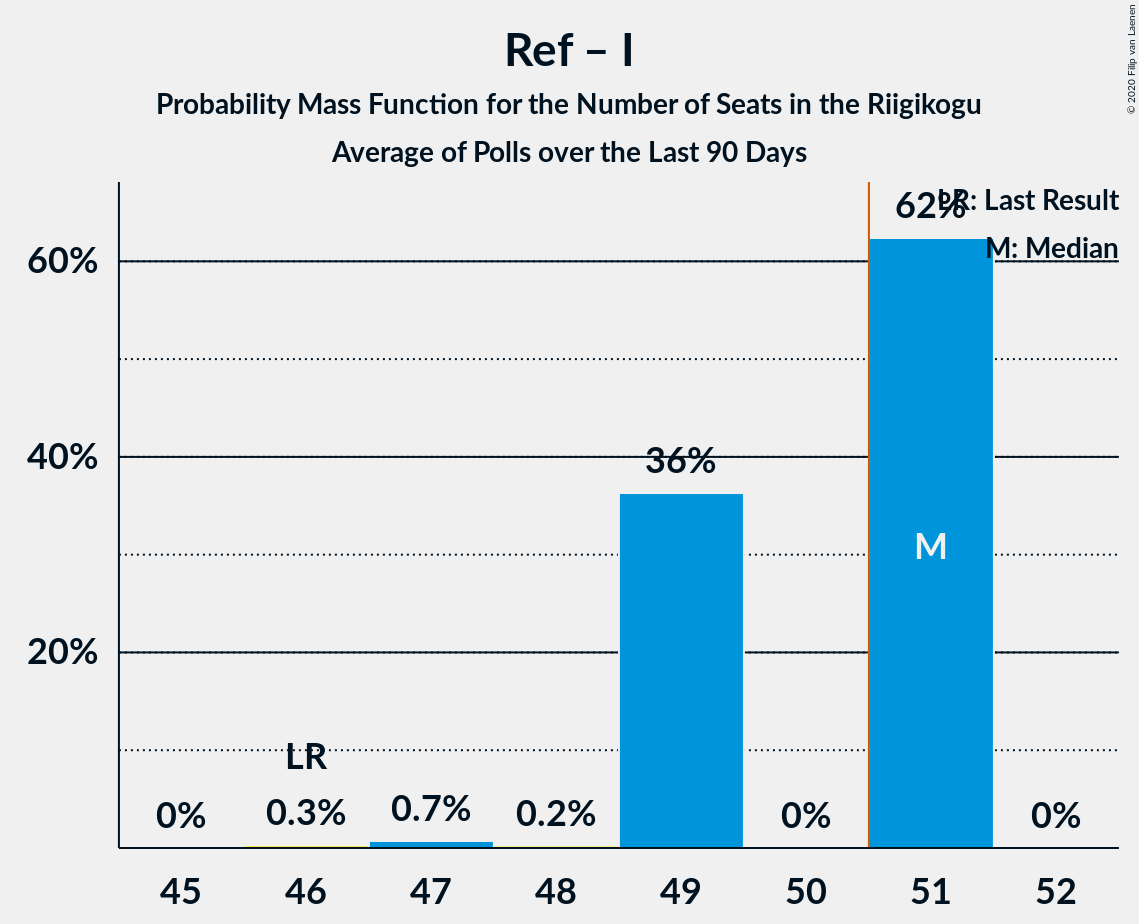 Ref – I
Probability Mass Function for the Number of Seats in the Riigikogu
Average of Polls over the Last 90 Days
© 2020 Filip van Laenen
LR: Last Result
M: Median
62%
60%
40%
36%
M
20%
LR
0%
0.3%
0.7%
0.2%
0%
0%
45 46 47 48 49 50 51 52